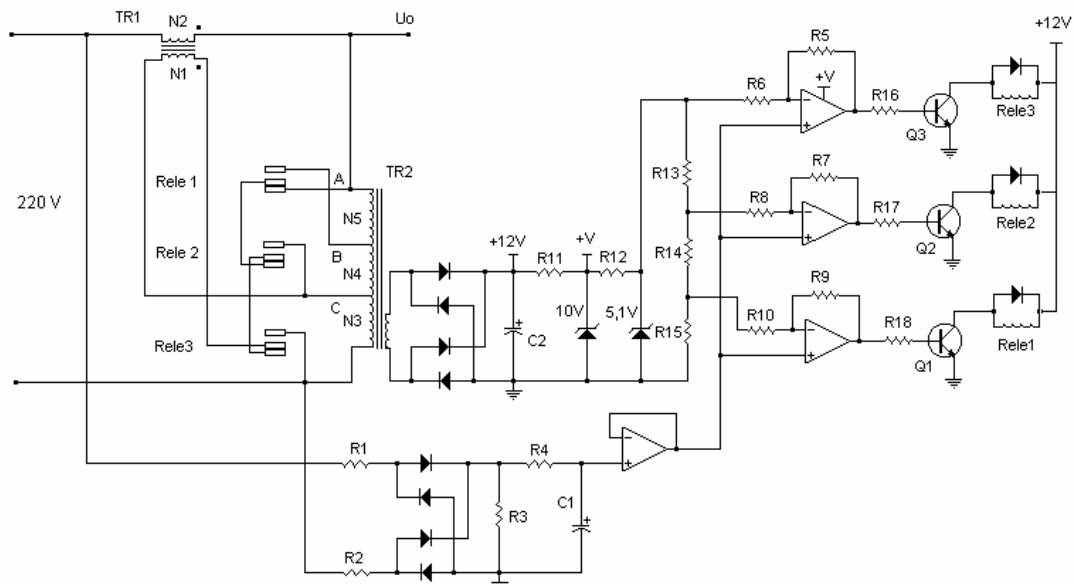 TR1
N2
Uo
N1
220 V
Rele 1
Rele 2
Rele3
A
B
C
N5
N4
N3
TR2
+12V
R11
+V
R12
C2
10V
5,1V
R13
R14
R15
R6
R5
+V
R16
Q3
Rele3
+12V
R8
R7
R17
Q2
Rele2
R10
R9
R18
Q1
Rele1
R1
R2
R3
R4
C1